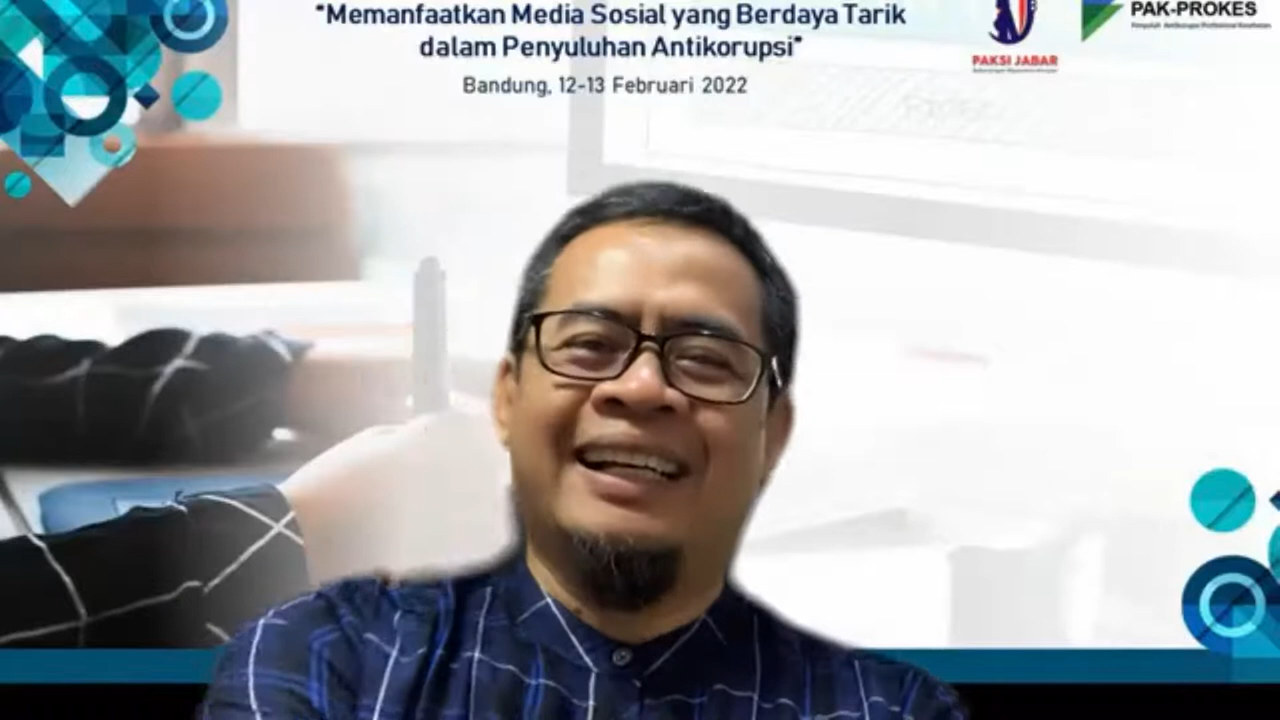 "Memanfaatkan Media Sosial yang Berdaya Tarik
dalam Penyuluhan Antikorupsi"
Bandung, 12-13 Februari 2022
PAKSI JABAR
PAK-PROKES